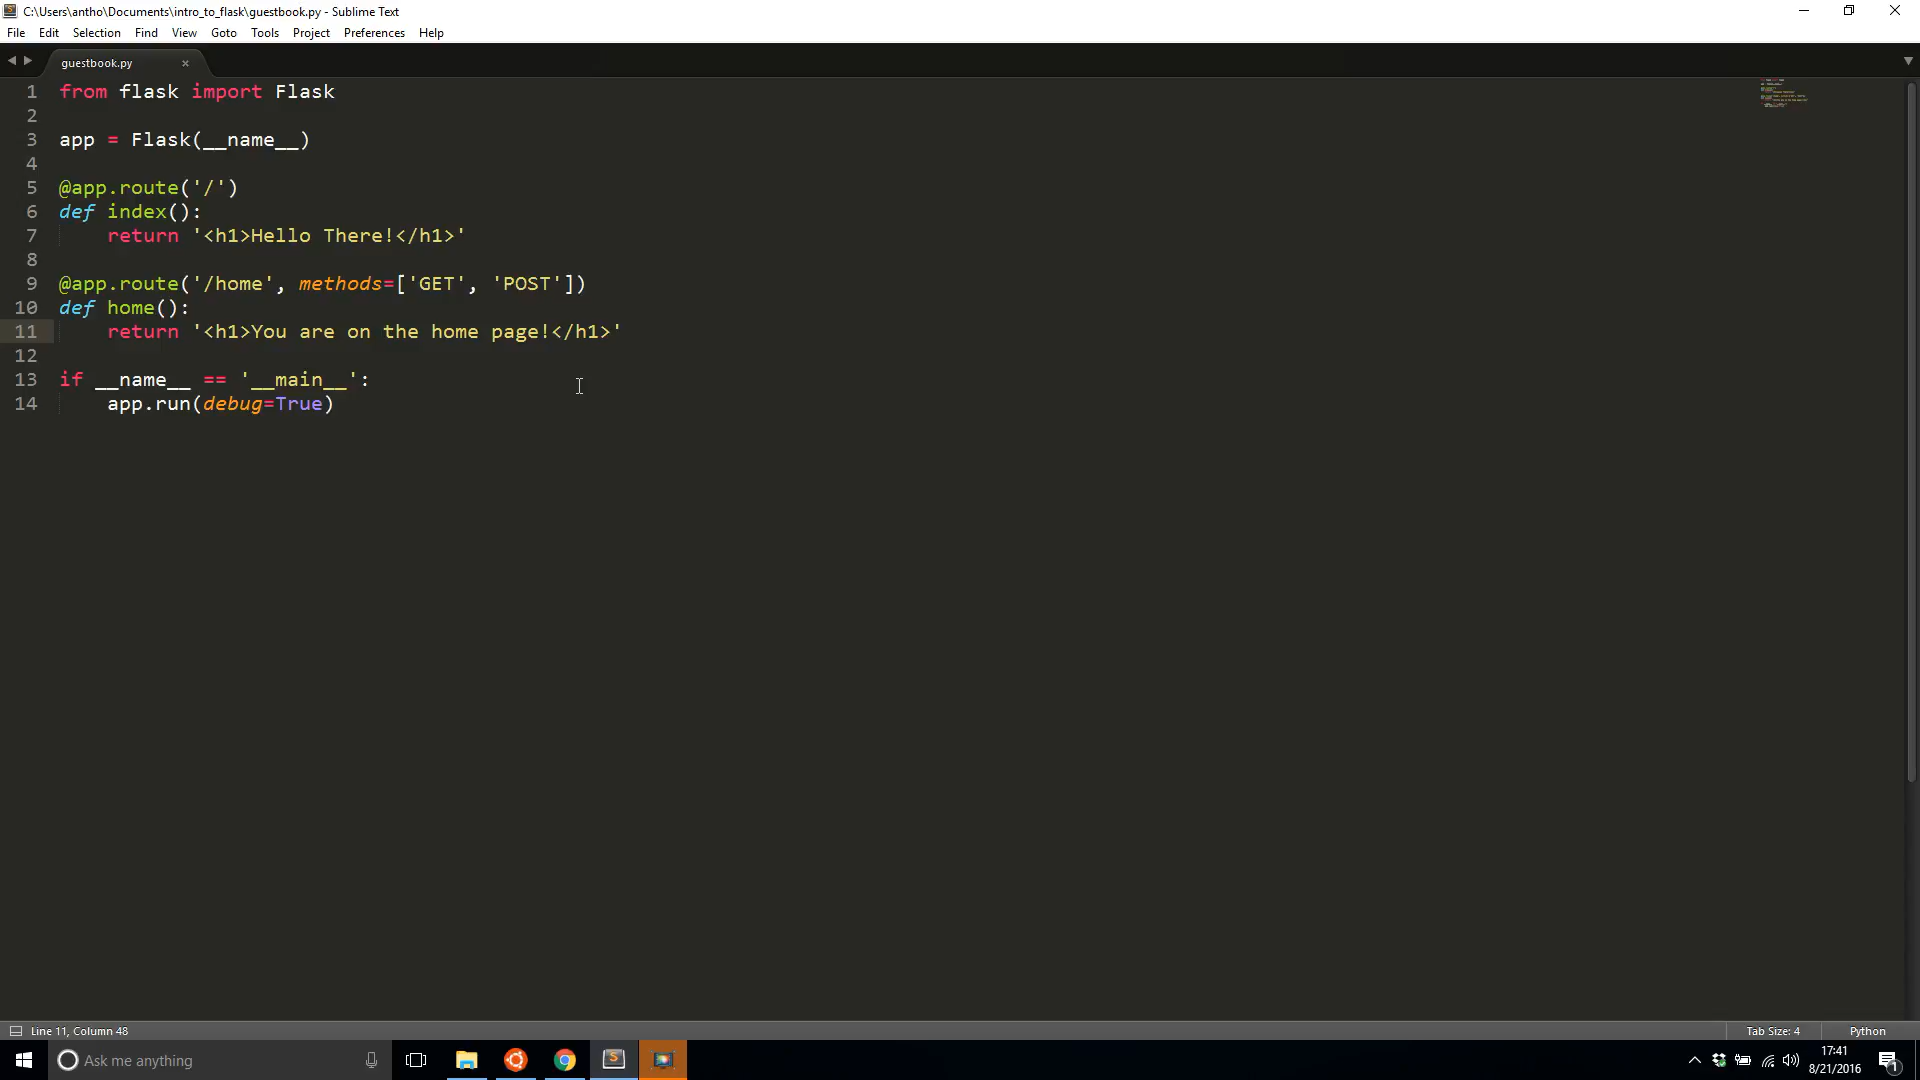 C:\Users\antho\Documents\intro_to_flask\guestbook.py - Sublime Text
File Edit Selection Find View Goto Tools Project Preferences Help
guestbook.py ×
1 from flask import Flask
2
3 app = Flask(__name__)
4
5 @app.route('/')
6 def index():
7     return '<h1>Hello There!</h1>'
8
9 @app.route('/home', methods=['GET', 'POST'])
10 def home():
11     return '<h1>You are on the home page!</h1>'
12
13 if __name__ == '__main__':
14     app.run(debug=True)
Line 11, Column 48 Tab Size: 4 Python
Ask me anything
17:41
8/21/2016
1